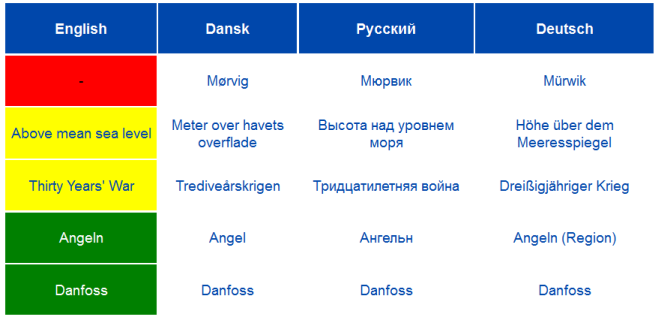 English Dansk Русский Deutsch
- Mørvig Мюрвик Mürwik
Above mean sea level Meter over havets overflade Высота над уровнем моря Höhe über dem Meeresspiegel
Thirty Years' War Trediveårskrigen Тридцатилетняя война Dreißigjähriger Krieg
Angeln Angel Ангельн Angeln (Region)
Danfoss Danfoss Danfoss Danfoss